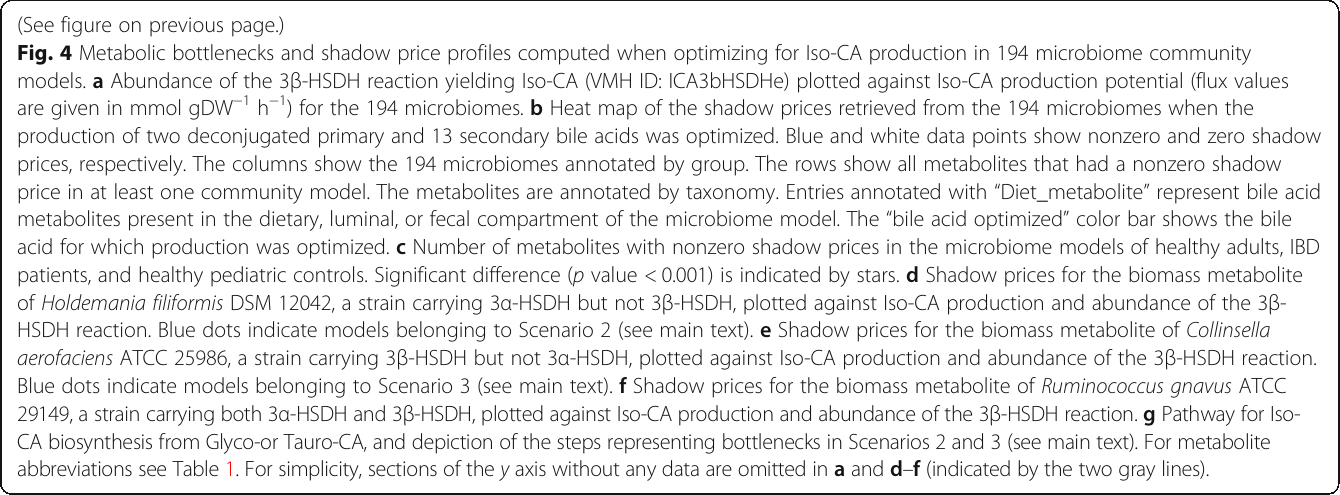 (See figure on previous page.)
Fig. 4 Metabolic bottlenecks and shadow price profiles computed when optimizing for Iso-CA production in 194 microbiome community
models. a Abundance of the 3β-HSDH reaction yielding Iso-CA (VMH ID: ICA3bHSDHe) plotted against Iso-CA production potential (flux values
are given in mmol gDW⁻¹ h⁻¹) for the 194 microbiomes. b Heat map of the shadow prices retrieved from the 194 microbiomes when the
production of two deconjugated primary and 13 secondary bile acids was optimized. Blue and white data points show nonzero and zero shadow
prices, respectively. The columns show the 194 microbiomes annotated by group. The rows show all metabolites that had a nonzero shadow
price in at least one community model. The metabolites are annotated by taxonomy. Entries annotated with “Diet_metabolite” represent bile acid
metabolites present in the dietary, luminal, or fecal compartment of the microbiome model. The “bile acid optimized” color bar shows the bile
acid for which production was optimized. c Number of metabolites with nonzero shadow prices in the microbiome models of healthy adults, IBD
patients, and healthy pediatric controls. Significant difference (p value < 0.001) is indicated by stars. d Shadow prices for the biomass metabolite
of Holdemania filiformis DSM 12042, a strain carrying 3α-HSDH but not 3β-HSDH, plotted against Iso-CA production and abundance of the 3β-
HSDH reaction. Blue dots indicate models belonging to Scenario 2 (see main text). e Shadow prices for the biomass metabolite of Collinsella
aerofaciens ATCC 25986, a strain carrying 3β-HSDH but not 3α-HSDH, plotted against Iso-CA production and abundance of the 3β-HSDH reaction.
Blue dots indicate models belonging to Scenario 3 (see main text). f Shadow prices for the biomass metabolite of Ruminococcus gnavus ATCC
29149, a strain carrying both 3α-HSDH and 3β-HSDH, plotted against Iso-CA production and abundance of the 3β-HSDH reaction. g Pathway for Iso-
CA biosynthesis from Glyco-or Tauro-CA, and depiction of the steps representing bottlenecks in Scenarios 2 and 3 (see main text). For metabolite
abbreviations see Table 1. For simplicity, sections of the y axis without any data are omitted in a and d–f (indicated by the two gray lines).